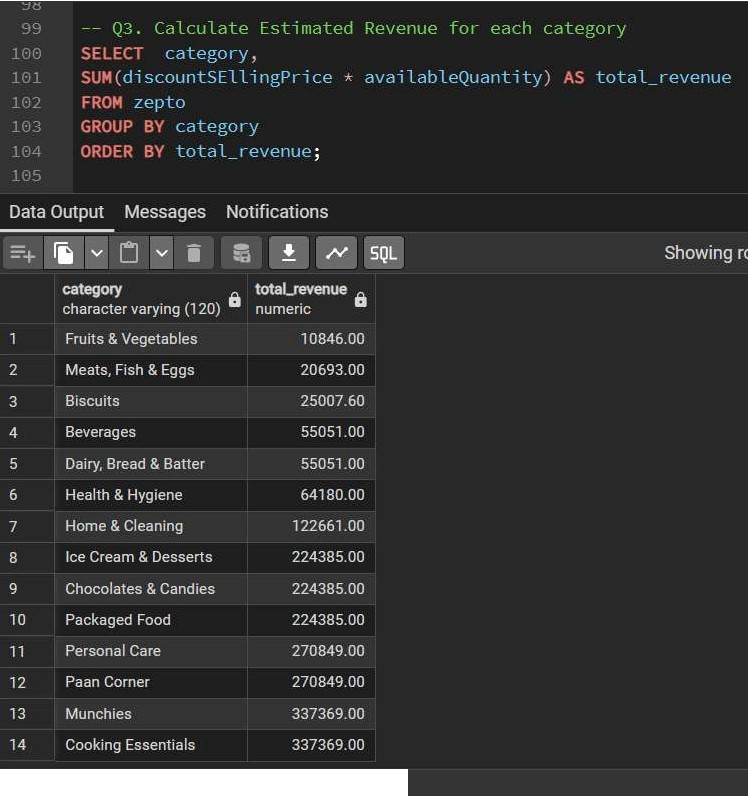 98
99 -- Q3. Calculate Estimated Revenue for each category
100 SELECT  category,
101 SUM(discountSEllingPrice * availableQuantity) AS total_revenue
102 FROM zepto
103 GROUP BY category
104 ORDER BY total_revenue;
105
Data Output Messages Notifications
SQL Showing
category total_revenue
character varying (120) numeric
1 Fruits & Vegetables 10846.00
2 Meats, Fish & Eggs 20693.00
3 Biscuits 25007.60
4 Beverages 55051.00
5 Dairy, Bread & Batter 55051.00
6 Health & Hygiene 64180.00
7 Home & Cleaning 122661.00
8 Ice Cream & Desserts 224385.00
9 Chocolates & Candies 224385.00
10 Packaged Food 224385.00
11 Personal Care 270849.00
12 Paan Corner 270849.00
13 Munchies 337369.00
14 Cooking Essentials 337369.00